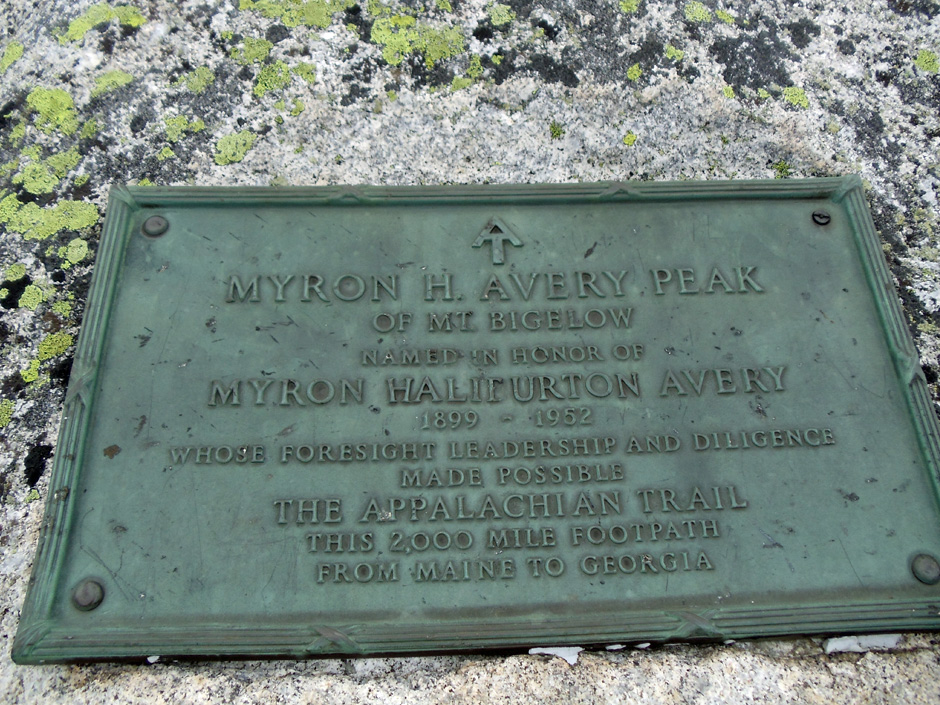 MYRON H. AVERY PEAK
OF MT. BIGELOW
NAMED IN HONOR OF
MYRON HALIFURTON AVERY
1899 - 1952
WHOSE FORESIGHT LEADERSHIP AND DILIGENCE
MADE POSSIBLE
THE APPALACHIAN TRAIL
THIS 2,000 MILE FOOTPATH
FROM MAINE TO GEORGIA